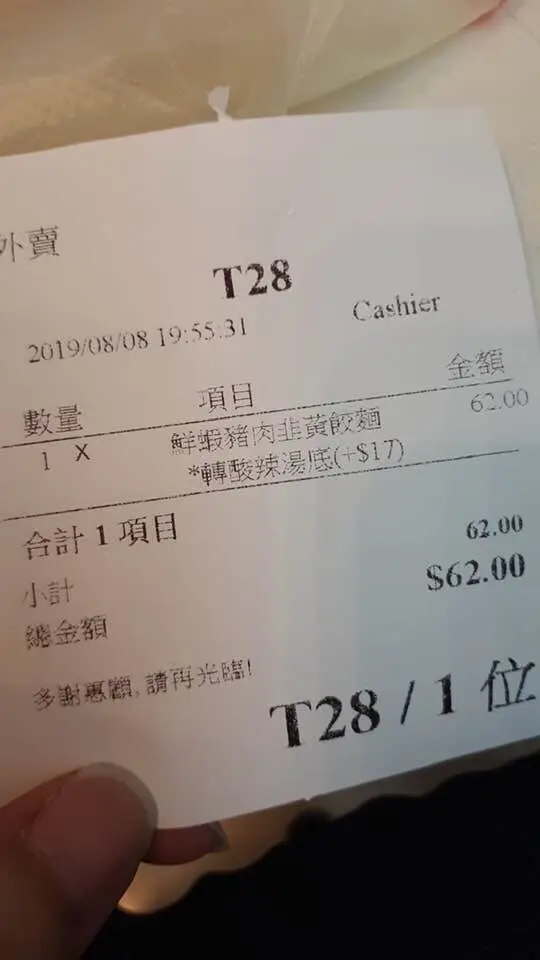 外賣
T28
2019/08/08 19:55:31 Cashier
數量 項目 金額
1 X 鮮蝦豬肉韭黃餃麵 62.00
*轉酸辣湯底(+$17)
合計 1 項目 62.00
小計 $62.00
總金額
多謝惠顧,請再光臨!
T28 / 1 位